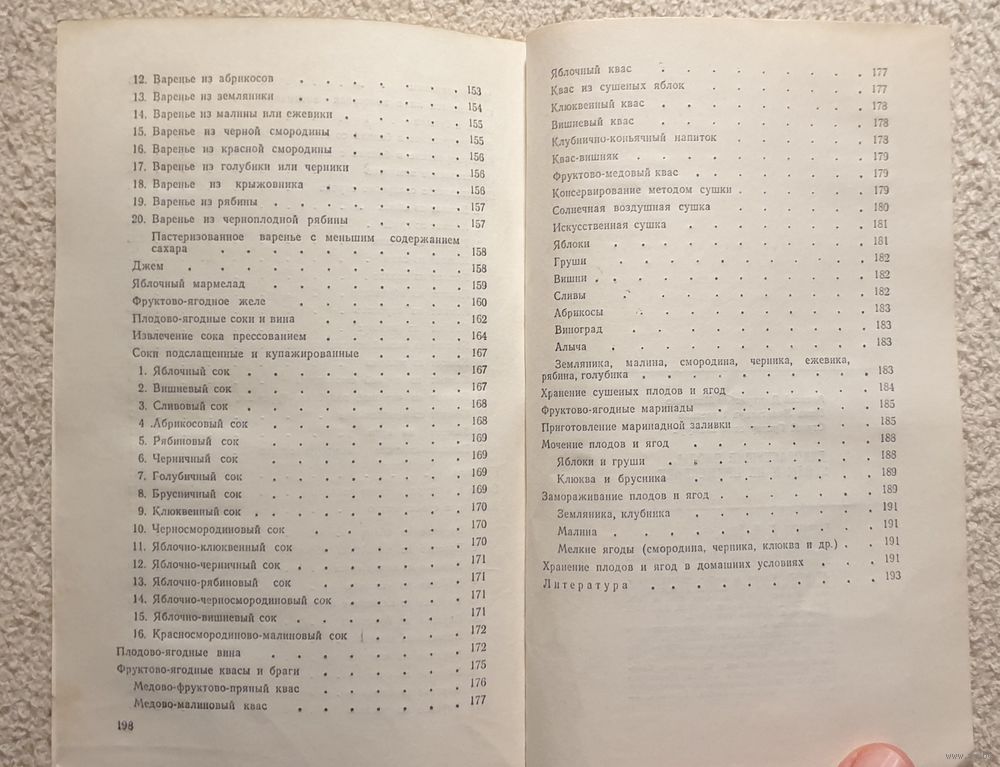 12. Варенье из абрикосов . . . . . . . 153
13. Варенье из земляники . . . . . . . 154
14. Варенье из малины или ежевики . . . . . 155
15. Варенье из черной смородины . . . . . 155
16. Варенье из красной смородины . . . . . 156
17. Варенье из голубики или черники . . . . 156
18. Варенье из крыжовника . . . . . . 156
19. Варенье из рябины . . . . . . . . 157
20. Варенье из черноплодной рябины . . . . 157
Пастеризованное варенье с меньшим содержанием
сахара . . . . . . . . . . 158
Джем . . . . . . . . . . . 158
Яблочный мармелад . . . . . . . . 159
Фруктово-ягодное желе . . . . . . . 160
Плодово-ягодные соки и вина . . . . . . 162
Извлечение сока прессованием . . . . . . 164
Соки подслащенные и купажированные . . . 167
1. Яблочный сок . . . . . . . . . 167
2. Вишневый сок . . . . . . . . . 167
3. Сливовый сок . . . . . . . . . 168
4 .Абрикосовый сок . . . . . . . . 168
5. Рябиновый сок . . . . . . . . 169
6. Черничный сок . . . . . . . . 169
7. Голубичный сок . . . . . . . . 169
8. Брусничный сок . . . . . . . . 169
9. Клюквенный сок . . . . . . . . . 170
10. Черносмородиновый сок . . . . . . 170
11. Яблочно-клюквенный сок . . . . . . 170
12. Яблочно-черничный сок . . . . . . . 171
13. Яблочно-рябиновый сок . . . . . . 171
14. Яблочно-черносмородиновый сок . . . . . 171
15. Яблочно-вишневый сок . . . . . . . 171
16. Красносмородиново-малиновый сок . . . . 172
Плодово-ягодные вина . . . . . . . . 172
Фруктово-ягодные квасы и браги . . . . . . 175
Медово-фруктово-пряный квас . . . . . . 176
Медово-малиновый квас . . . . . . . 177
198
Яблочный квас . . . . . . . . . 177
Квас из сушеных яблок . . . . . . . 177
Клюквенный квас . . . . . . . . . 178
Вишневый квас . . . . . . . . . 178
Клубнично-коньячный напиток . . . . . . 178
Квас-вишняк . . . . . . . . . . 179
Фруктово-медовый квас . . . . . . . 179
Консервирование методом сушки . . . . . . 179
Солнечная воздушная сушка . . . . . . 180
Искусственная сушка . . . . . . . . 181
Яблоки . . . . . . . . . . 181
Груши . . . . . . . . . . 182
Вишни . . . . . . . . . . . 182
Сливы . . . . . . . . . . 182
Абрикосы . . . . . . . . . . 183
Виноград . . . . . . . . . . 183
Алыча . . . . . . . . . . . 183
Земляника, малина, смородина, черника, ежевика,
рябина, голубика . . . . . . . . . 183
Хранение сушеных плодов и ягод . . . . . . 184
Фруктово-ягодные маринады . . . . . . . 185
Приготовление маринадной заливки . . . . . 185
Мочение плодов и ягод . . . . . . . . 188
Яблоки и груши . . . . . . . . 188
Клюква и брусника . . . . . . . 189
Замораживание плодов и ягод . . . . . . . 189
Земляника, клубника . . . . . . . 191
Малина . . . . . . . . . . . 191
Мелкие ягоды (смородина, черника, клюква и др.) . . 191
Хранение плодов и ягод в домашних условиях . . . 191
Литература . . . . . . . . . . 193